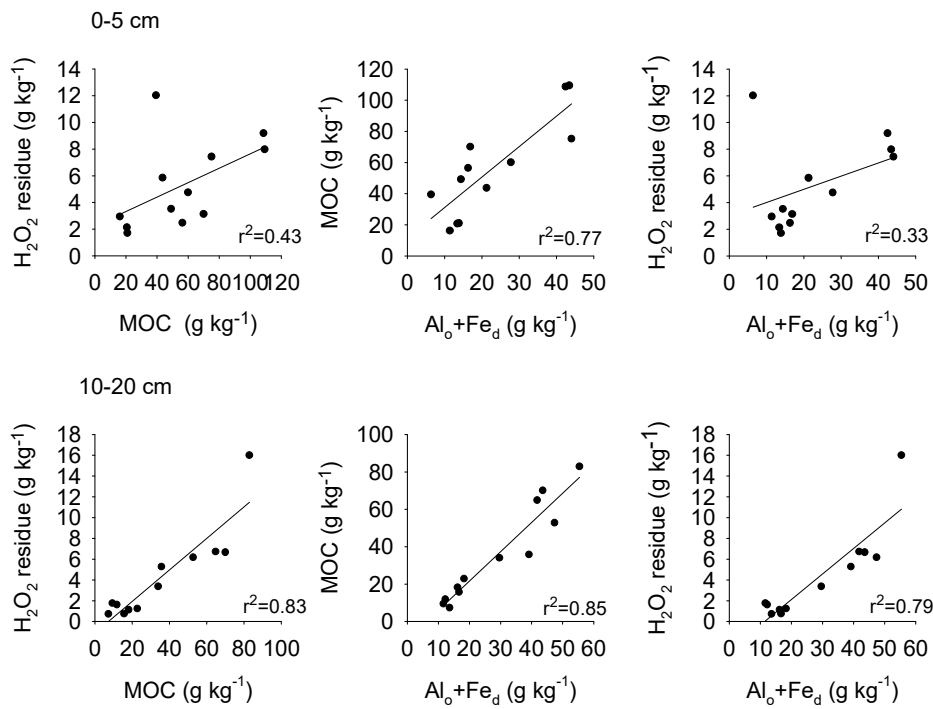 0-5 cm
H₂O₂ residue (g kg⁻¹)
14
12
10
8
6
4
2
0
r²=0.43
0 20 40 60 80 100 120
MOC (g kg⁻¹)
MOC (g kg⁻¹)
120
100
80
60
40
20
0
r²=0.77
0 10 20 30 40 50
Alₒ+Fe_d (g kg⁻¹)
H₂O₂ residue (g kg⁻¹)
14
12
10
8
6
4
2
0
r²=0.33
0 10 20 30 40 50
Alₒ+Fe_d (g kg⁻¹)
10-20 cm
H₂O₂ residue (g kg⁻¹)
18
16
14
12
10
8
6
4
2
0
r²=0.83
0 20 40 60 80 100
MOC (g kg⁻¹)
MOC (g kg⁻¹)
100
80
60
40
20
0
r²=0.85
0 10 20 30 40 50 60
Alₒ+Fe_d (g kg⁻¹)
H₂O₂ residue (g kg⁻¹)
18
16
14
12
10
8
6
4
2
0
r²=0.79
0 10 20 30 40 50 60
Alₒ+Fe_d (g kg⁻¹)